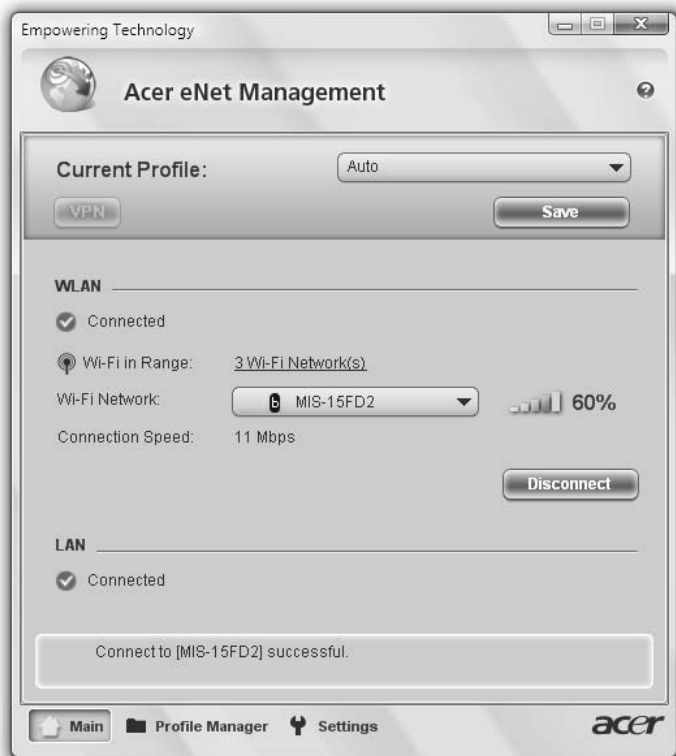 Empowering Technology
Acer eNet Management
Current Profile: Auto
VPN Save
WLAN
Connected
Wi-Fi in Range: 3 Wi-Fi Network(s)
Wi-Fi Network: b MIS-15FD2 60%
Connection Speed: 11 Mbps
Disconnect
LAN
Connected
Connect to [MIS-15FD2] successful.
Main Profile Manager Settings acer